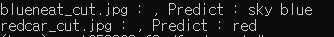 blueneat_cut.jpg : , Predict : sky blue
redcar_cut.jpg : , Predict : red